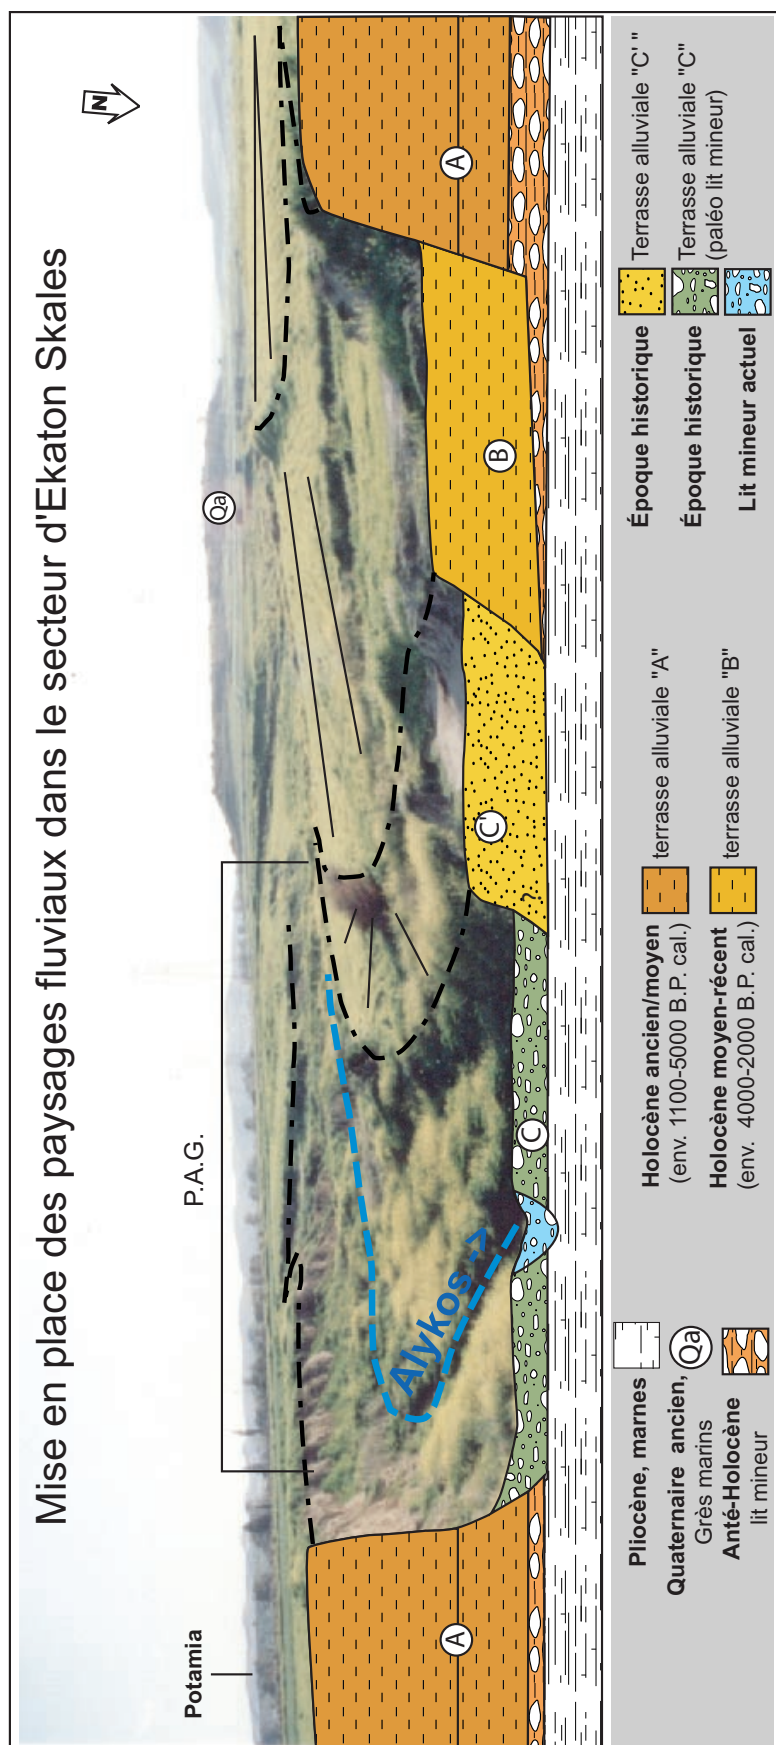 Mise en place des paysages fluviaux dans le secteur d'Ekaton Skales
N
P.A.G.
Potamia
Qa
Alykos ->
A
C
C'
?
B
A
Pliocène, marnes
Quaternaire ancien, Qa
Grès marins
Anté-Holocène
lit mineur
Holocène ancien/moyen
(env. 1100-5000 B.P. cal.)
terrasse alluviale "A"
Holocène moyen-récent
(env. 4000-2000 B.P. cal.)
terrasse alluviale "B"
Époque historique
Terrasse alluviale "C' "
Époque historique
Terrasse alluviale "C"
(paléo lit mineur)
Lit mineur actuel